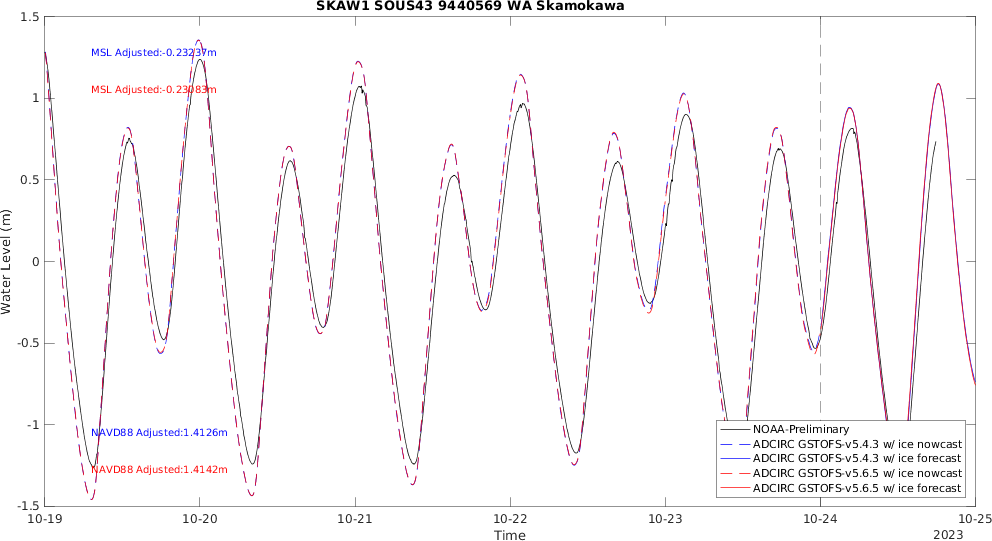 SKAW1 SOUS43 9440569 WA Skamokawa
1.5
1
0.5
0
-0.5
-1
-1.5
Water Level (m)
MSL Adjusted:-0.23237m
MSL Adjusted:-0.23083m
NAVD88 Adjusted:1.4126m
NAVD88 Adjusted:1.4142m
NOAA-Preliminary
ADCIRC GSTOFS-v5.4.3 w/ ice nowcast
ADCIRC GSTOFS-v5.4.3 w/ ice forecast
ADCIRC GSTOFS-v5.6.5 w/ ice nowcast
ADCIRC GSTOFS-v5.6.5 w/ ice forecast
10-19 10-20 10-21 10-22 10-23 10-24 10-25
Time
2023